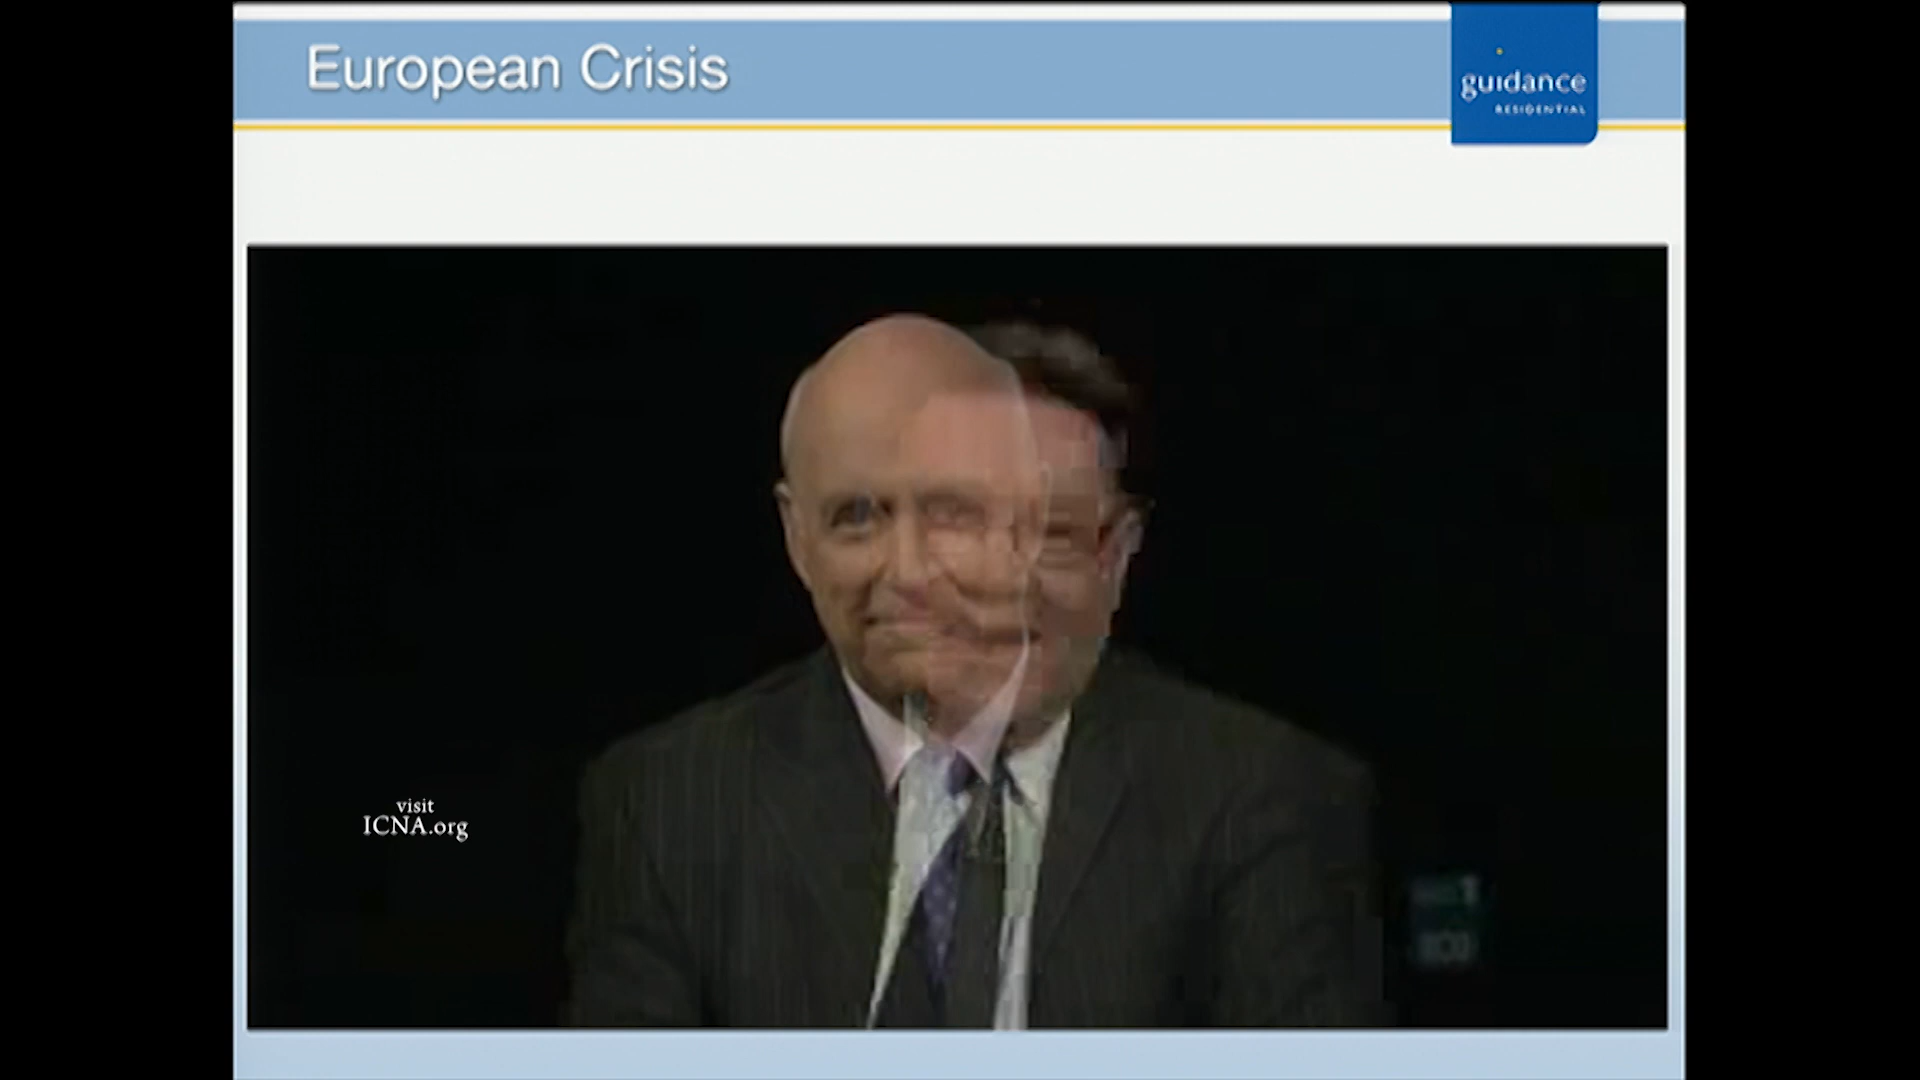 European Crisis
guidance
RESIDENTIAL
visit
ICNA.org